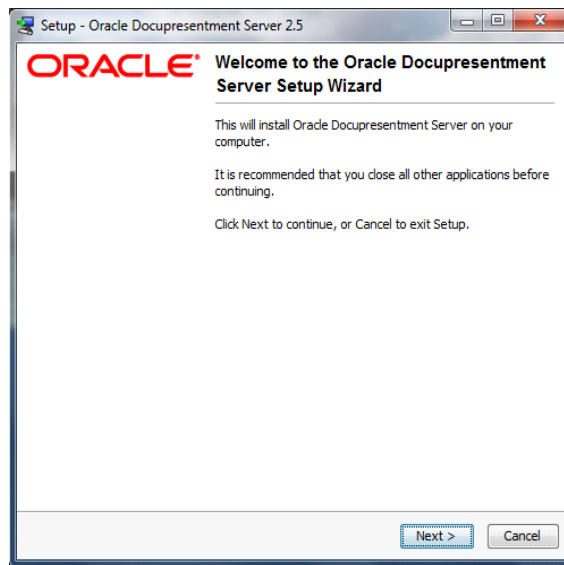 Setup - Oracle Docupresentment Server 2.5
ORACLE®
Welcome to the Oracle Docupresentment
Server Setup Wizard
This will install Oracle Docupresentment Server on your
computer.
It is recommended that you close all other applications before
continuing.
Click Next to continue, or Cancel to exit Setup.
Next >
Cancel